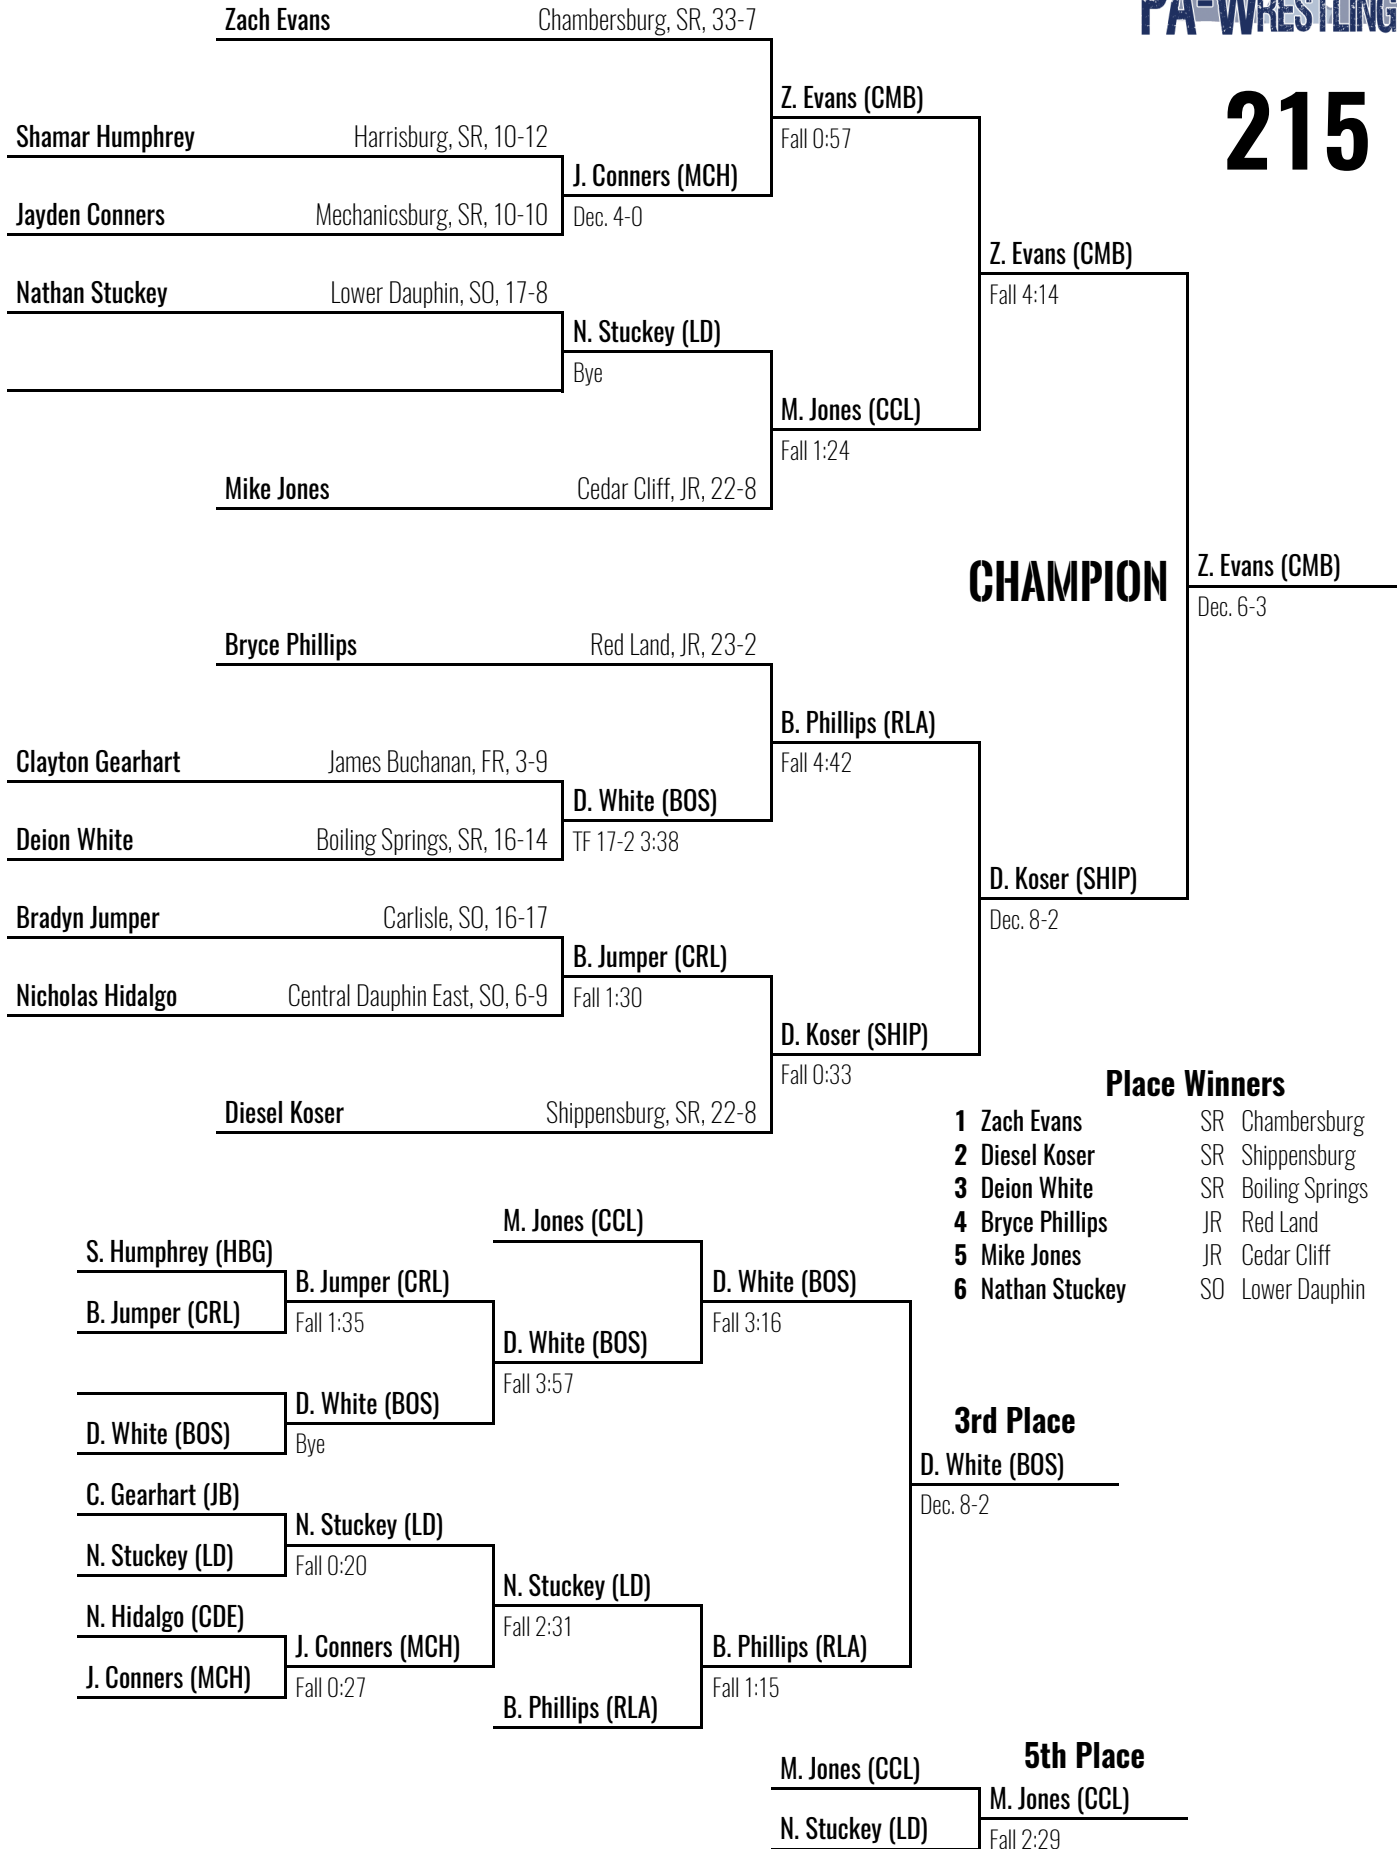 PA-WRESTLING
215
Zach Evans Chambersburg, SR, 33-7
Z. Evans (CMB)
Fall 0:57
Shamar Humphrey Harrisburg, SR, 10-12
J. Conners (MCH)
Dec. 4-0
Jayden Conners Mechanicsburg, SR, 10-10
Z. Evans (CMB)
Fall 4:14
Nathan Stuckey Lower Dauphin, SO, 17-8
N. Stuckey (LD)
Bye
M. Jones (CCL)
Fall 1:24
Mike Jones Cedar Cliff, JR, 22-8
CHAMPION
Z. Evans (CMB)
Dec. 6-3
Bryce Phillips Red Land, JR, 23-2
B. Phillips (RLA)
Fall 4:42
Clayton Gearhart James Buchanan, FR, 3-9
D. White (BOS)
TF 17-2 3:38
Deion White Boiling Springs, SR, 16-14
D. Koser (SHIP)
Dec. 8-2
Bradyn Jumper Carlisle, SO, 16-17
B. Jumper (CRL)
Fall 1:30
Nicholas Hidalgo Central Dauphin East, SO, 6-9
D. Koser (SHIP)
Fall 0:33
Diesel Koser Shippensburg, SR, 22-8
Place Winners
1 Zach Evans SR Chambersburg
2 Diesel Koser SR Shippensburg
3 Deion White SR Boiling Springs
4 Bryce Phillips JR Red Land
5 Mike Jones JR Cedar Cliff
6 Nathan Stuckey SO Lower Dauphin
M. Jones (CCL)
S. Humphrey (HBG)
B. Jumper (CRL)
Fall 1:35
B. Jumper (CRL)
D. White (BOS)
Fall 3:16
D. White (BOS)
Fall 3:57
D. White (BOS)
Bye
D. White (BOS)
3rd Place
D. White (BOS)
Dec. 8-2
C. Gearhart (JB)
N. Stuckey (LD)
Fall 0:20
N. Stuckey (LD)
N. Stuckey (LD)
Fall 2:31
N. Hidalgo (CDE)
J. Conners (MCH)
Fall 0:27
J. Conners (MCH)
B. Phillips (RLA)
Fall 1:15
B. Phillips (RLA)
5th Place
M. Jones (CCL)
M. Jones (CCL)
Fall 2:29
N. Stuckey (LD)